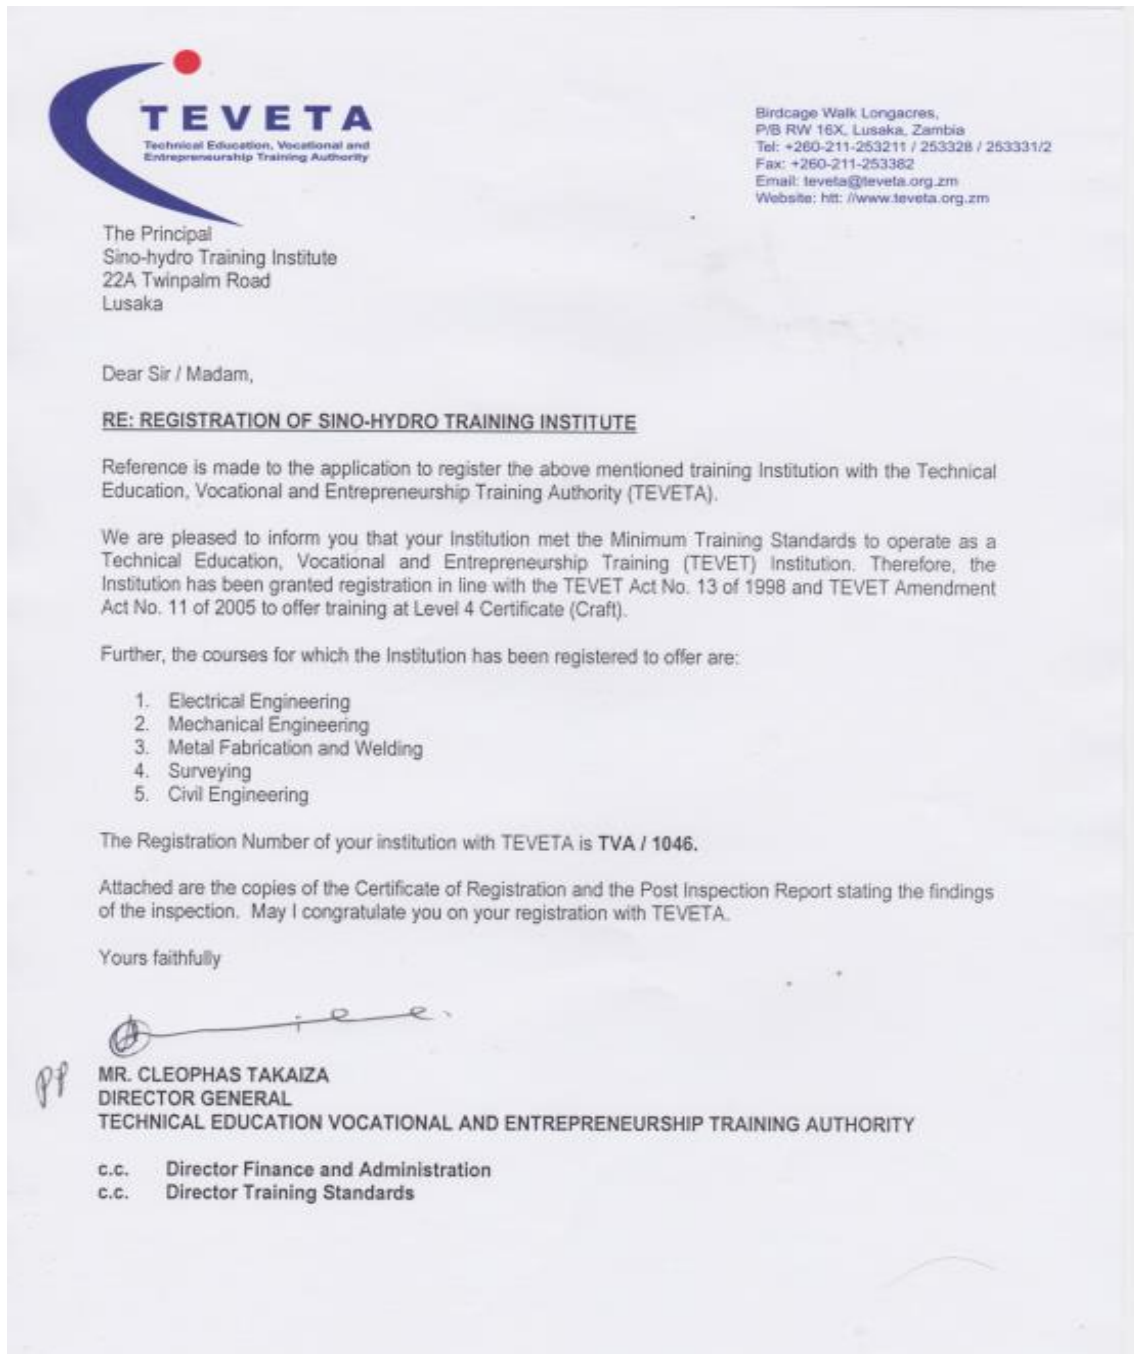 TEVETA
Technical Education, Vocational and
Entrepreneurship Training Authority
Birdcage Walk Longacres,
P/B RW 16X, Lusaka, Zambia
Tel: +260-211-253211 / 253328 / 253331/2
Fax: +260-211-253382
Email: teveta@teveta.org.zm
Website: htt: //www.teveta.org.zm
The Principal
Sino-hydro Training Institute
22A Twinpalm Road
Lusaka
Dear Sir / Madam,
RE: REGISTRATION OF SINO-HYDRO TRAINING INSTITUTE
Reference is made to the application to register the above mentioned training Institution with the Technical
Education, Vocational and Entrepreneurship Training Authority (TEVETA).
We are pleased to inform you that your Institution met the Minimum Training Standards to operate as a
Technical Education, Vocational and Entrepreneurship Training (TEVET) Institution. Therefore, the
Institution has been granted registration in line with the TEVET Act No. 13 of 1998 and TEVET Amendment
Act No. 11 of 2005 to offer training at Level 4 Certificate (Craft).
Further, the courses for which the Institution has been registered to offer are:
1. Electrical Engineering
2. Mechanical Engineering
3. Metal Fabrication and Welding
4. Surveying
5. Civil Engineering
The Registration Number of your institution with TEVETA is TVA / 1046.
Attached are the copies of the Certificate of Registration and the Post Inspection Report stating the findings
of the inspection. May I congratulate you on your registration with TEVETA.
Yours faithfully
pp
MR. CLEOPHAS TAKAIZA
DIRECTOR GENERAL
TECHNICAL EDUCATION VOCATIONAL AND ENTREPRENEURSHIP TRAINING AUTHORITY
c.c. Director Finance and Administration
c.c. Director Training Standards